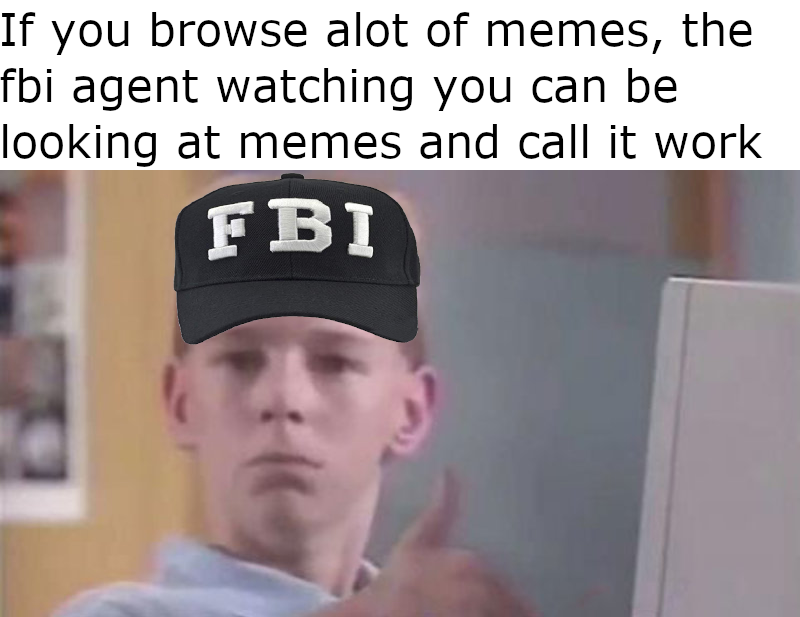 If you browse alot of memes, the
fbi agent watching you can be
looking at memes and call it work
FBI